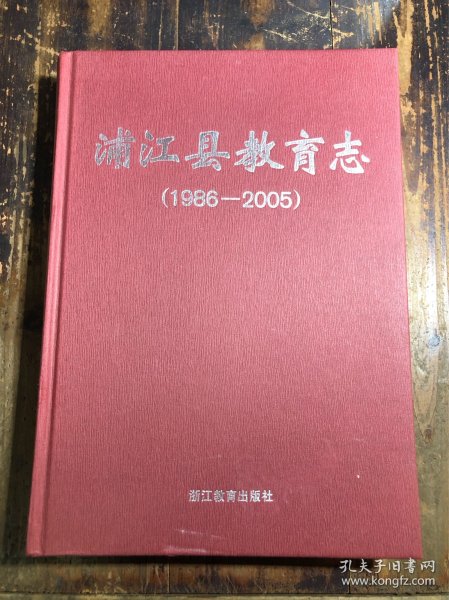 浦江县教育志
(1986—2005)
浙江教育出版社
孔夫子旧书网
www.kongfz.com